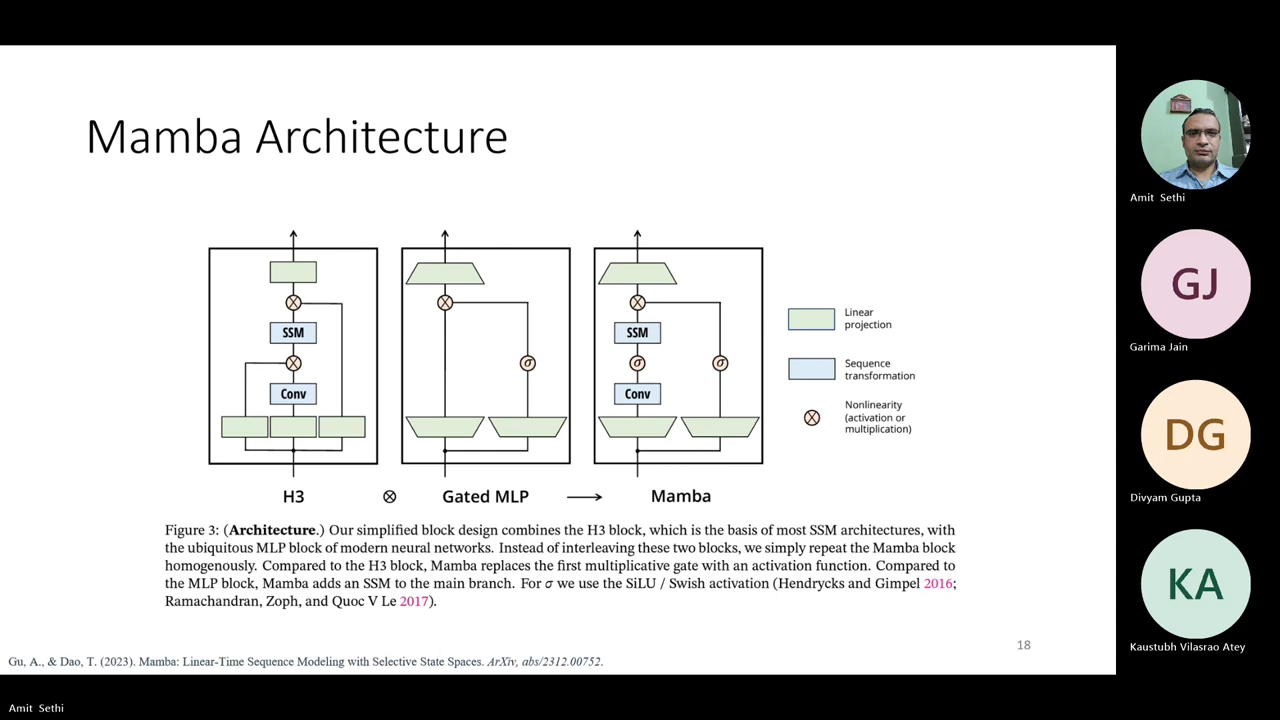 Mamba Architecture
SSM
Conv
H3
⊗
σ
Gated MLP
→
SSM
σ
σ
Conv
Mamba
Linear
projection
Sequence
transformation
Nonlinearity
(activation or
multiplication)
Figure 3: (Architecture.) Our simplified block design combines the H3 block, which is the basis of most SSM architectures, with
the ubiquitous MLP block of modern neural networks. Instead of interleaving these two blocks, we simply repeat the Mamba block
homogenously. Compared to the H3 block, Mamba replaces the first multiplicative gate with an activation function. Compared to
the MLP block, Mamba adds an SSM to the main branch. For σ we use the SiLU / Swish activation (Hendrycks and Gimpel 2016;
Ramachandran, Zoph, and Quoc V Le 2017).
18
Gu, A., & Dao, T. (2023). Mamba: Linear-Time Sequence Modeling with Selective State Spaces. ArXiv, abs/2312.00752.
Amit Sethi
GJ
Garima Jain
DG
Divyam Gupta
KA
Kaustubh Vilasrao Atey
Amit Sethi